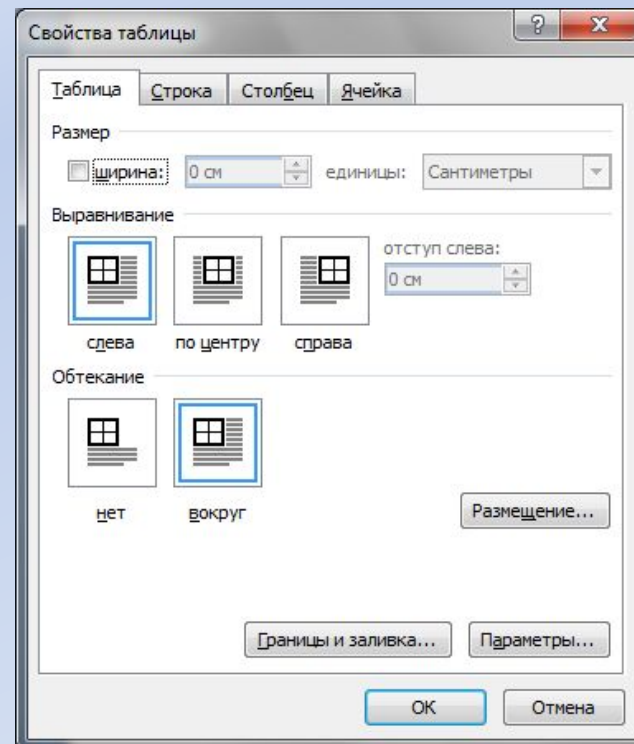 Свойства таблицы
Таблица Строка Столбец Ячейка
Размер
ширина: 0 см единицы: Сантиметры
Выравнивание
отступ слева:
0 см
слева по центру справа
Обтекание
нет вокруг
Размещение...
Границы и заливка... Параметры...
ОК Отмена